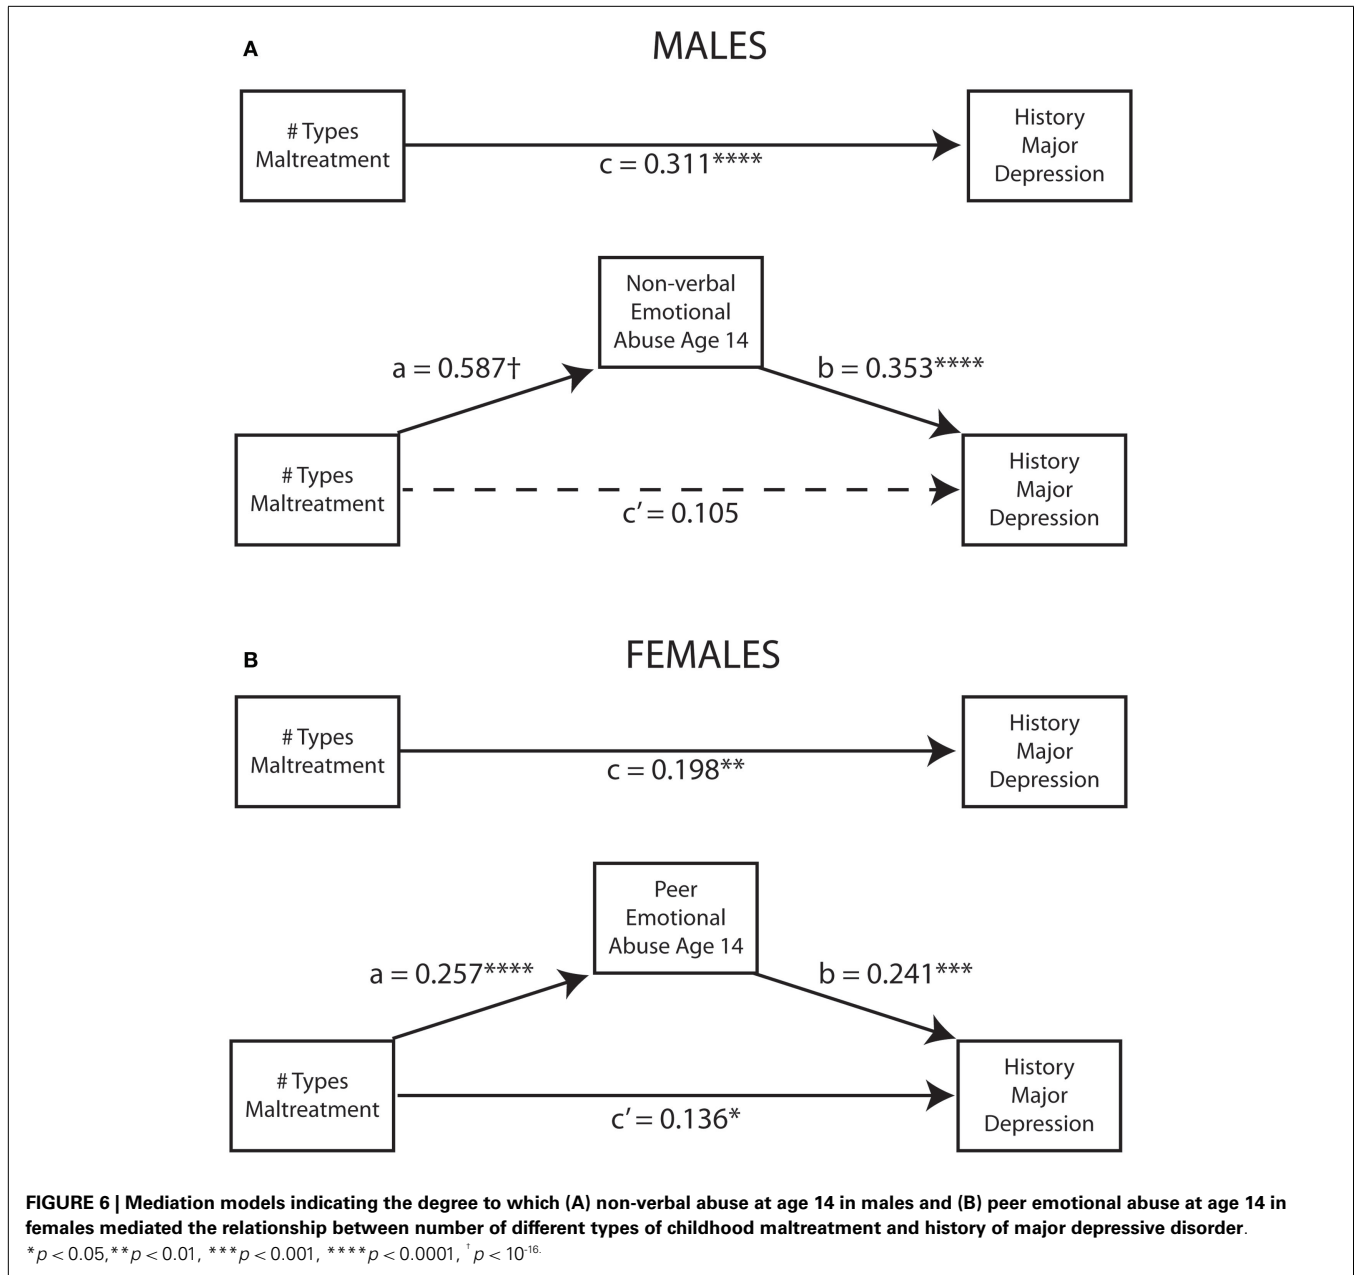 A
MALES
# Types
Maltreatment
c = 0.311****
History
Major
Depression
Non-verbal
Emotional
Abuse Age 14
a = 0.587†
b = 0.353****
# Types
Maltreatment
c′ = 0.105
History
Major
Depression
B
FEMALES
# Types
Maltreatment
c = 0.198**
History
Major
Depression
Peer
Emotional
Abuse Age 14
a = 0.257****
b = 0.241***
# Types
Maltreatment
c′ = 0.136*
History
Major
Depression
FIGURE 6 | Mediation models indicating the degree to which (A) non-verbal abuse at age 14 in males and (B) peer emotional abuse at age 14 in
females mediated the relationship between number of different types of childhood maltreatment and history of major depressive disorder.
*p < 0.05, **p < 0.01, ***p < 0.001, ****p < 0.0001, †p < 10-16.